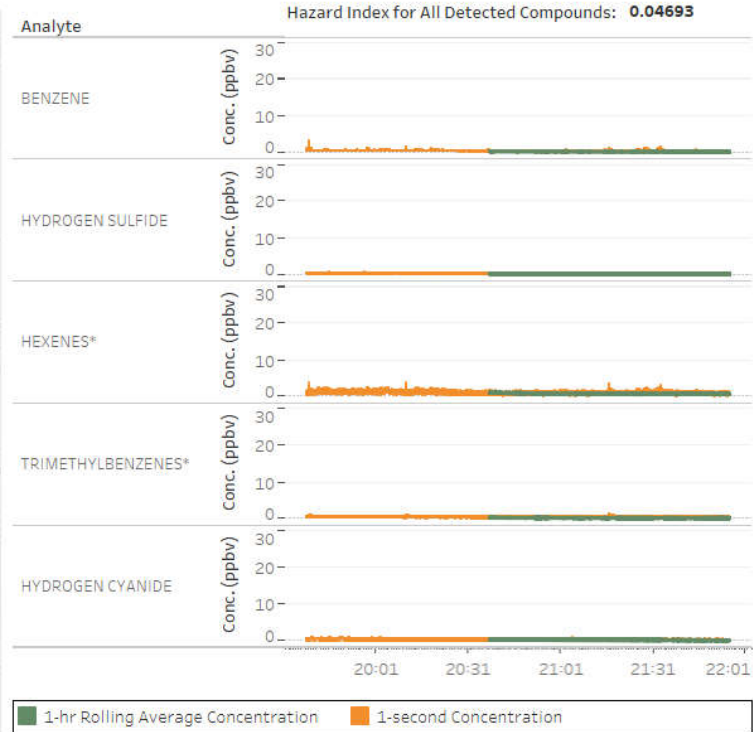 Hazard Index for All Detected Compounds: 0.04693
Analyte
BENZENE
Conc. (ppbv)
30
20
10
0
HYDROGEN SULFIDE
Conc. (ppbv)
30
20
10
0
HEXENES*
Conc. (ppbv)
30
20
10
0
TRIMETHYLBENZENES*
Conc. (ppbv)
30
20
10
0
HYDROGEN CYANIDE
Conc. (ppbv)
30
20
10
0
20:01 20:31 21:01 21:31 22:01
1-hr Rolling Average Concentration 1-second Concentration